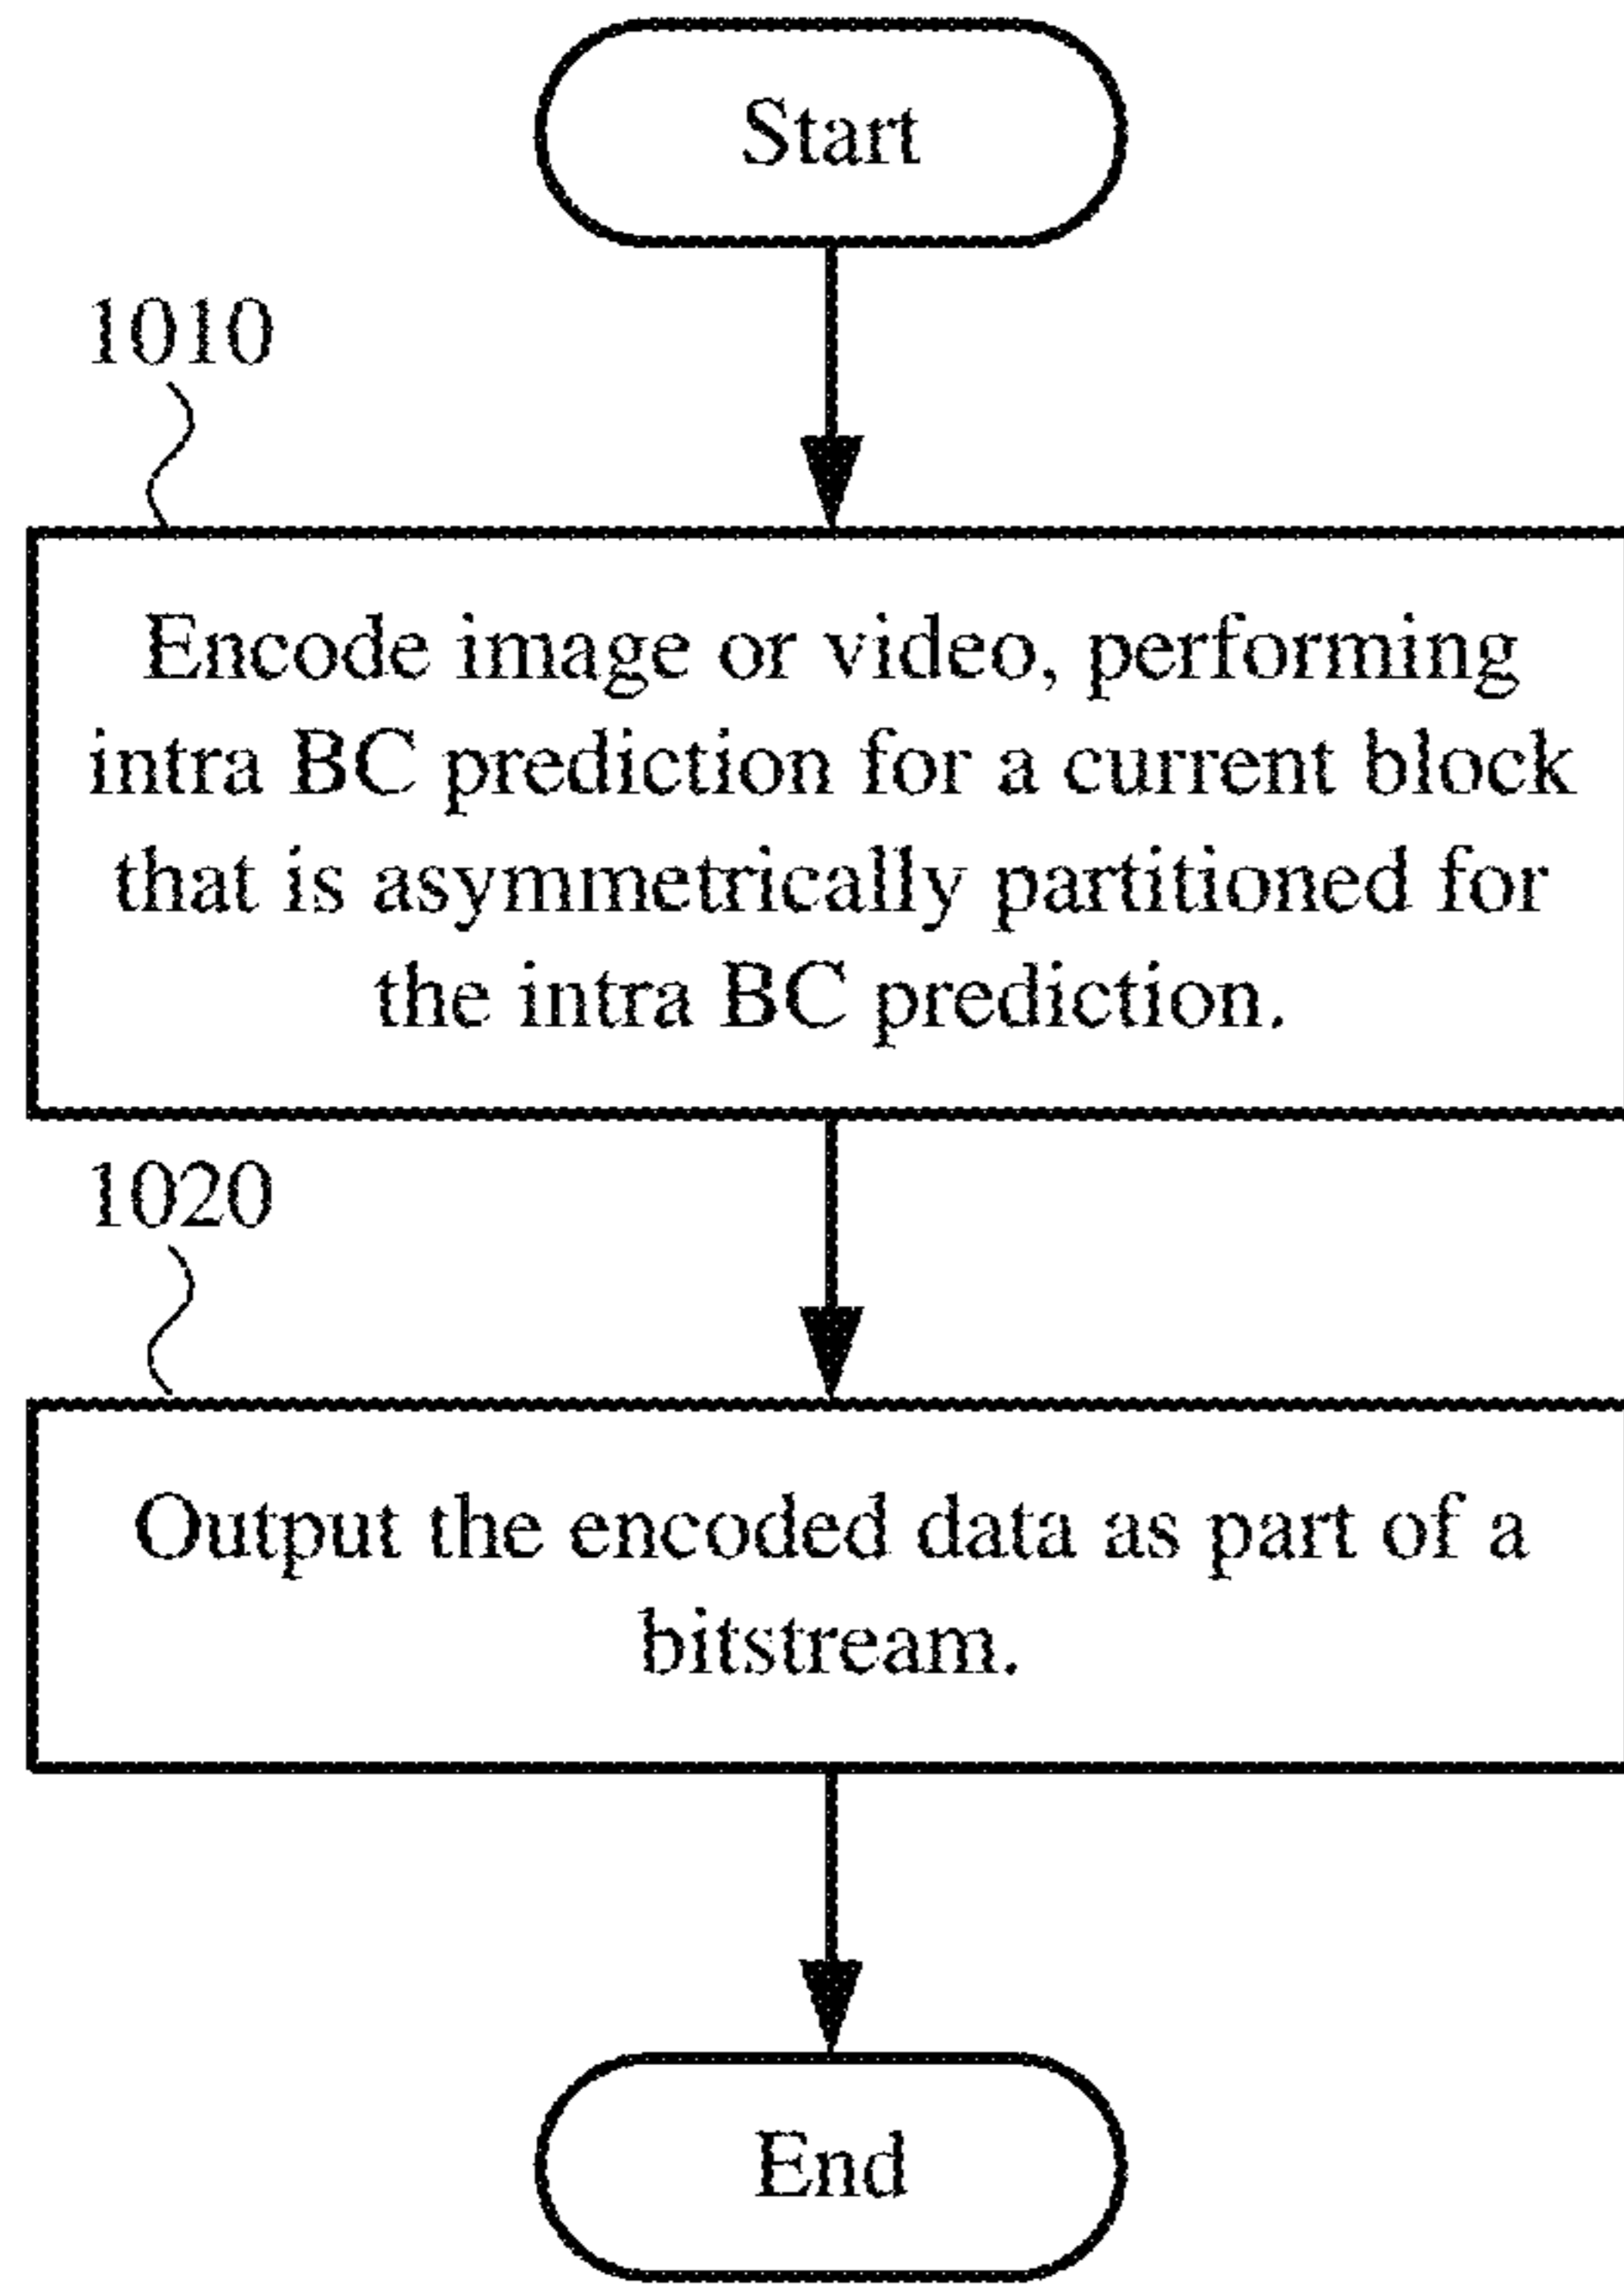 Start
1010
Encode image or video, performing
intra BC prediction for a current block
that is asymmetrically partitioned for
the intra BC prediction.
1020
Output the encoded data as part of a
bitstream.
End